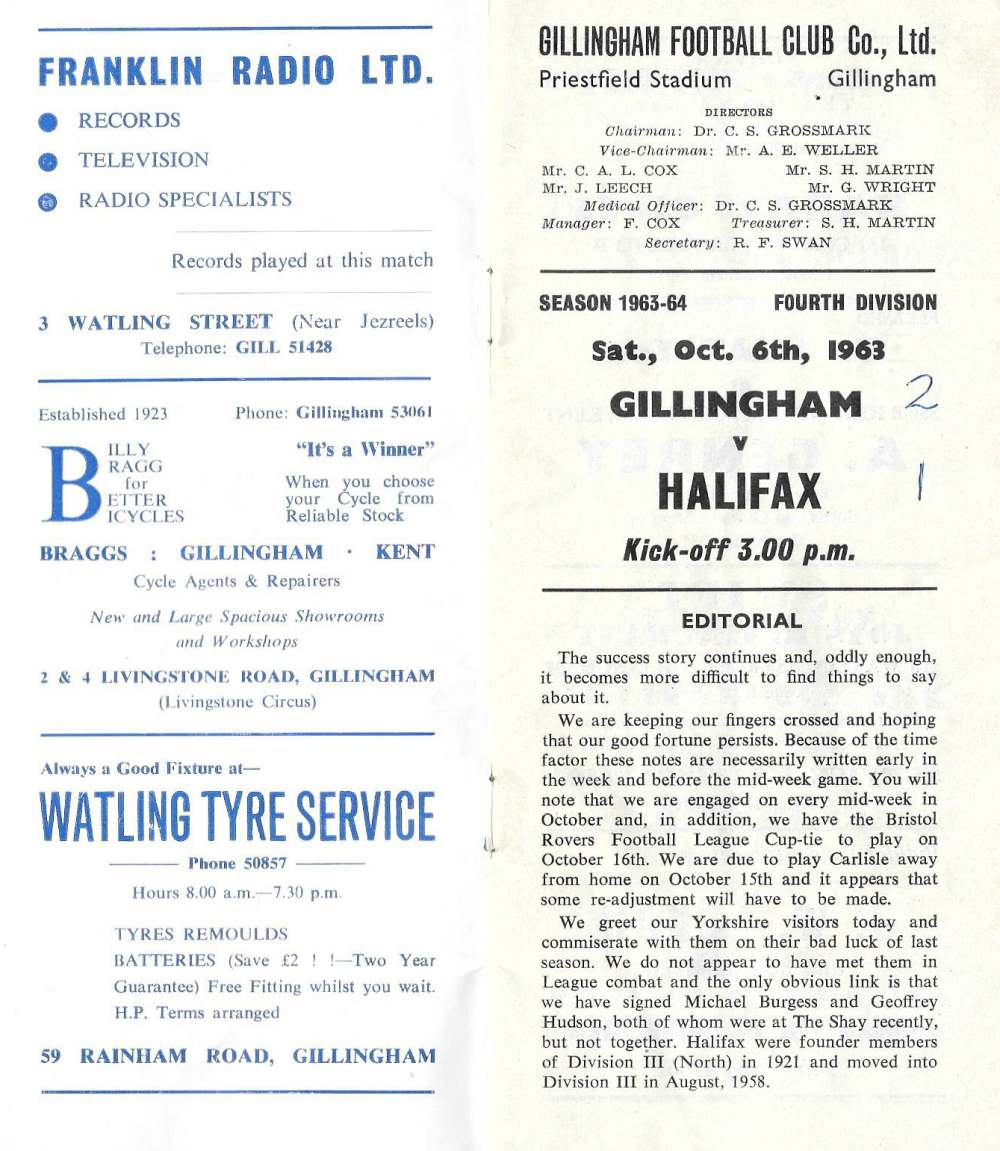 FRANKLIN RADIO LTD.
● RECORDS
● TELEVISION
● RADIO SPECIALISTS
Records played at this match
3 WATLING STREET (Near Jezreels)
Telephone: GILL 51428
Established 1923 Phone: Gillingham 53061
BILLY
BRAGG
for
BETTER
BICYCLES
“It's a Winner”
When you choose
your Cycle from
Reliable Stock
BRAGGS : GILLINGHAM · KENT
Cycle Agents & Repairers
New and Large Spacious Showrooms
and Workshops
2 & 4 LIVINGSTONE ROAD, GILLINGHAM
(Livingstone Circus)
Always a Good Fixture at—
WATLING TYRE SERVICE
Phone 50857
Hours 8.00 a.m.—7.30 p.m.
TYRES REMOULDS
BATTERIES (Save £2 ! !—Two Year
Guarantee) Free Fitting whilst you wait.
H.P. Terms arranged
59 RAINHAM ROAD, GILLINGHAM
GILLINGHAM FOOTBALL CLUB Co., Ltd.
Priestfield Stadium Gillingham
DIRECTORS
Chairman: Dr. C. S. GROSSMARK
Vice-Chairman: Mr. A. E. WELLER
Mr. C. A. L. COX Mr. S. H. MARTIN
Mr. J. LEECH Mr. G. WRIGHT
Medical Officer: Dr. C. S. GROSSMARK
Manager: F. COX Treasurer: S. H. MARTIN
Secretary: R. F. SWAN
SEASON 1963-64 FOURTH DIVISION
Sat., Oct. 6th, 1963
GILLINGHAM 2
v
HALIFAX 1
Kick-off 3.00 p.m.
EDITORIAL
The success story continues and, oddly enough,
it becomes more difficult to find things to say
about it.
We are keeping our fingers crossed and hoping
that our good fortune persists. Because of the time
factor these notes are necessarily written early in
the week and before the mid-week game. You will
note that we are engaged on every mid-week in
October and, in addition, we have the Bristol
Rovers Football League Cup-tie to play on
October 16th. We are due to play Carlisle away
from home on October 15th and it appears that
some re-adjustment will have to be made.
We greet our Yorkshire visitors today and
commiserate with them on their bad luck of last
season. We do not appear to have met them in
League combat and the only obvious link is that
we have signed Michael Burgess and Geoffrey
Hudson, both of whom were at The Shay recently,
but not together. Halifax were founder members
of Division III (North) in 1921 and moved into
Division III in August, 1958.